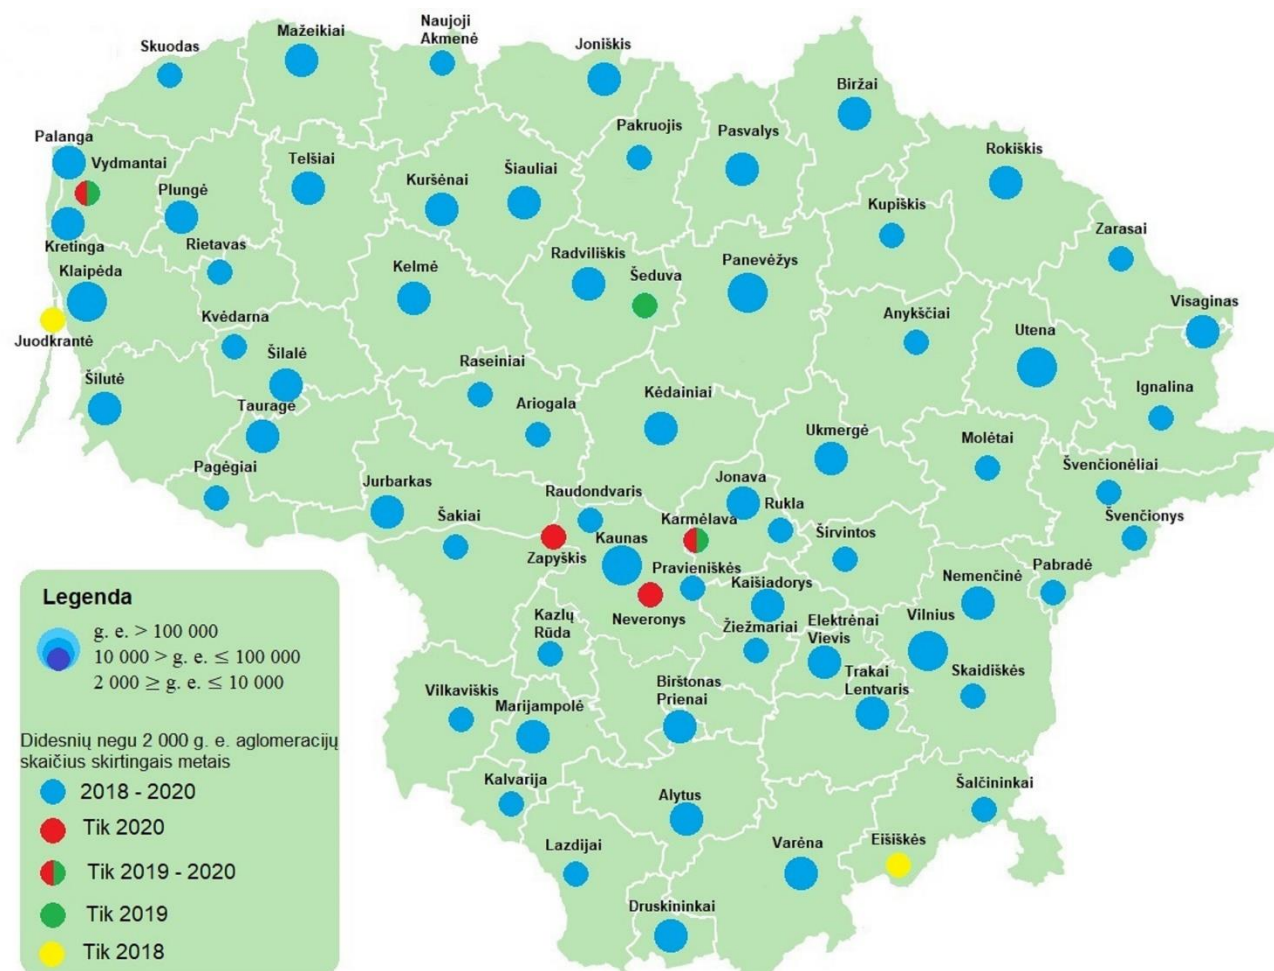 Skuodas
Mažeikiai
Naujoji
Akmenė
Joniškis
Biržai
Palanga
Vydmantai
Telšiai
Kuršėnai
Šiauliai
Pakruojis
Pasvalys
Rokiškis
Plungė
Kupiškis
Kretinga
Rietavas
Zarasai
Klaipėda
Kelmė
Radviliškis
Šeduva
Panevėžys
Visaginas
Juodkrantė
Kvėdarna
Anykščiai
Utena
Šilalė
Raseiniai
Šilutė
Kėdainiai
Ignalina
Tauragė
Ariogala
Ukmergė
Molėtai
Pagėgiai
Švenčionėliai
Jurbarkas
Raudondvaris
Jonava
Rukla
Šakiai
Karmėlava
Švenčionys
Kaunas
Širvintos
Zapyškis
Pravieniškės
Pabradė
Kaišiadorys
Nemenčinė
Neveronys
Kazlų
Rūda
Žiežmariai
Elektrėnai
Vievis
Vilnius
Trakai
Lentvaris
Skaidiškės
Vilkaviškis
Birštonas
Prienai
Marijampolė
Kalvarija
Alytus
Šalčininkai
Lazdijai
Varėna
Eišiškės
Druskininkai
Legenda
g. e. > 100 000
10 000 > g. e. ≤ 100 000
2 000 ≥ g. e. ≤ 10 000
Didesnių negu 2 000 g. e. aglomeracijų
skaičius skirtingais metais
2018 - 2020
Tik 2020
Tik 2019 - 2020
Tik 2019
Tik 2018